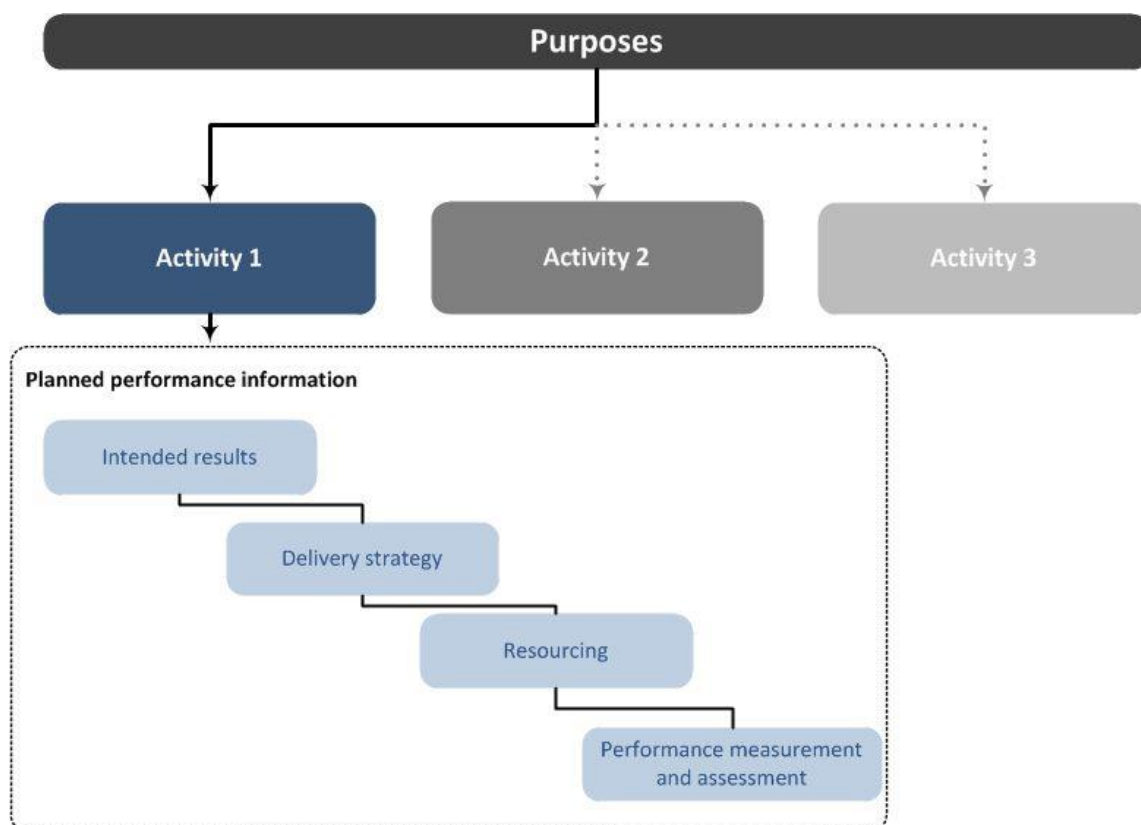 Purposes
Activity 1
Activity 2
Activity 3
Planned performance information
Intended results
Delivery strategy
Resourcing
Performance measurement
and assessment